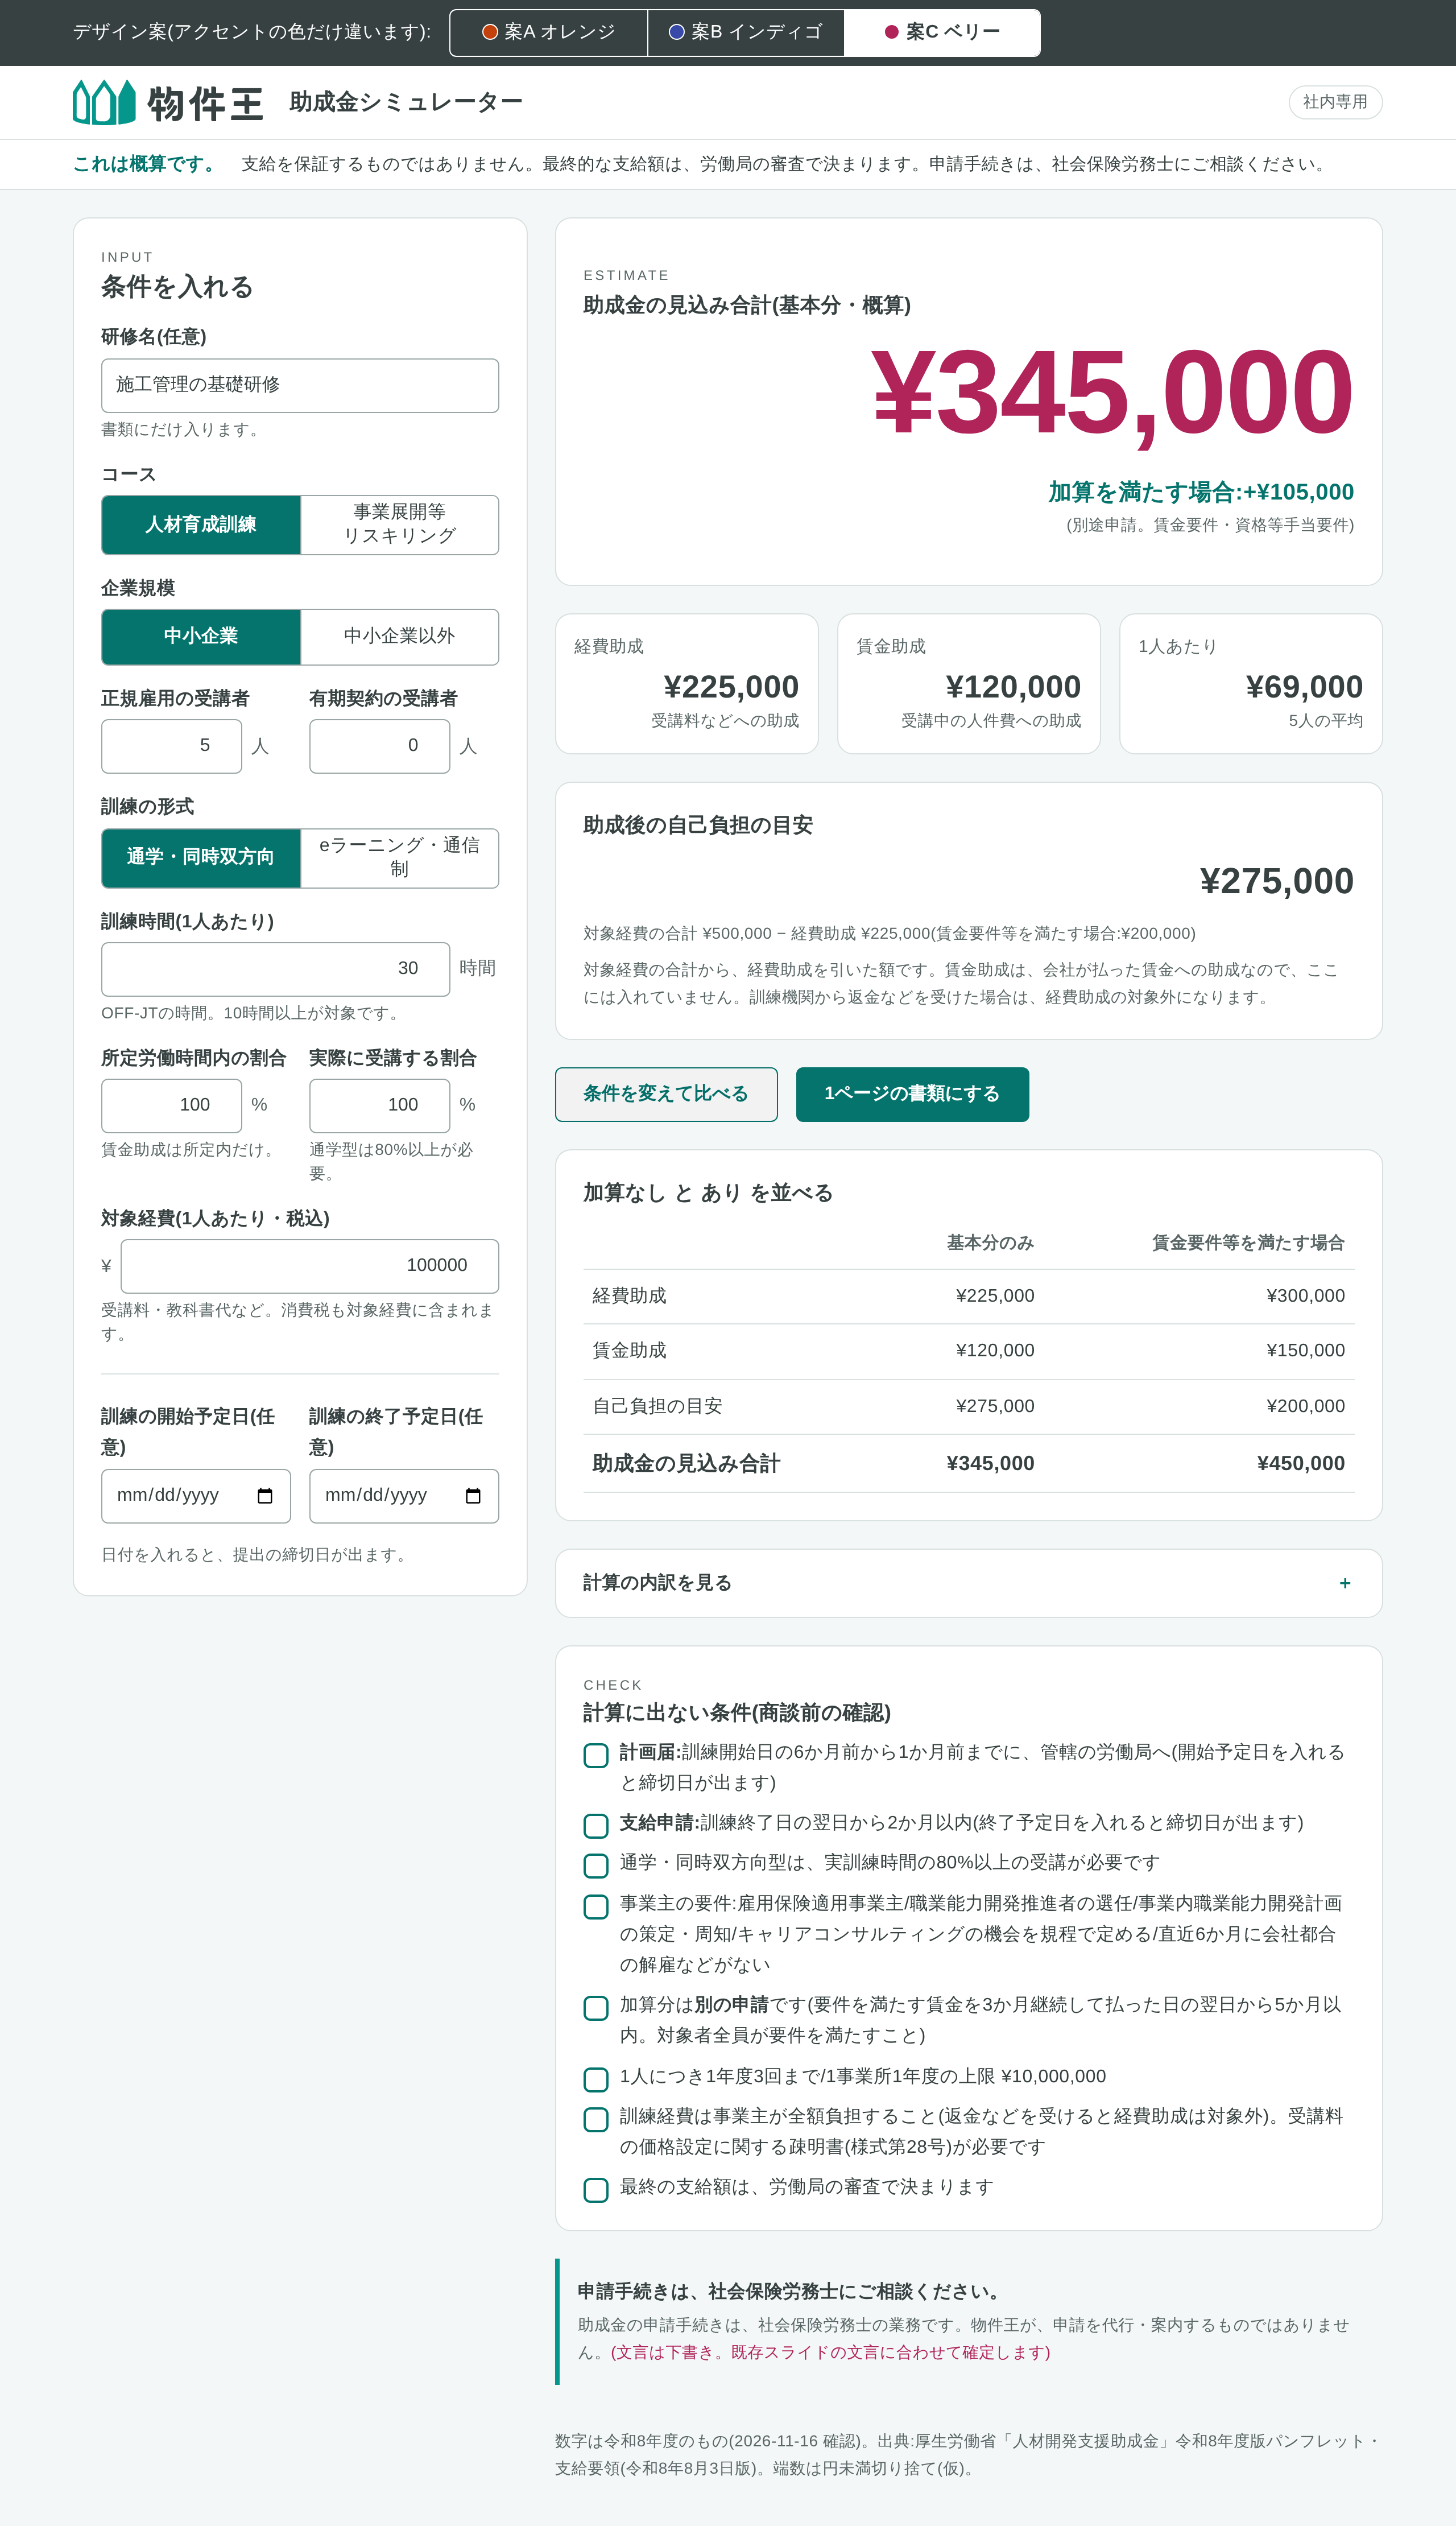 デザイン案(アクセントの色だけ違います):
案A オレンジ
案B インディゴ
案C ベリー
物件王
助成金シミュレーター
社内専用
これは概算です。 支給を保証するものではありません。最終的な支給額は、労働局の審査で決まります。申請手続きは、社会保険労務士にご相談ください。
INPUT
条件を入れる
研修名(任意)
施工管理の基礎研修
書類にだけ入ります。
コース
人材育成訓練
事業展開等
リスキリング
企業規模
中小企業
中小企業以外
正規雇用の受講者
有期契約の受講者
5 人
0 人
訓練の形式
通学・同時双方向
eラーニング・通信
制
訓練時間(1人あたり)
30 時間
OFF-JTの時間。10時間以上が対象です。
所定労働時間内の割合
実際に受講する割合
100 %
100 %
賃金助成は所定内だけ。
通学型は80%以上が必
要。
対象経費(1人あたり・税込)
¥ 100000
受講料・教科書代など。消費税も対象経費に含まれま
す。
訓練の開始予定日(任
意)
訓練の終了予定日(任
意)
mm/dd/yyyy
mm/dd/yyyy
日付を入れると、提出の締切日が出ます。
ESTIMATE
助成金の見込み合計(基本分・概算)
¥345,000
加算を満たす場合:+¥105,000
(別途申請。賃金要件・資格等手当要件)
経費助成
¥225,000
受講料などへの助成
賃金助成
¥120,000
受講中の人件費への助成
1人あたり
¥69,000
5人の平均
助成後の自己負担の目安
¥275,000
対象経費の合計 ¥500,000 − 経費助成 ¥225,000(賃金要件等を満たす場合:¥200,000)
対象経費の合計から、経費助成を引いた額です。賃金助成は、会社が払った賃金への助成なので、ここ
には入れていません。訓練機関から返金などを受けた場合は、経費助成の対象外になります。
条件を変えて比べる
1ページの書類にする
加算なし と あり を並べる
基本分のみ 賃金要件等を満たす場合
経費助成 ¥225,000 ¥300,000
賃金助成 ¥120,000 ¥150,000
自己負担の目安 ¥275,000 ¥200,000
助成金の見込み合計 ¥345,000 ¥450,000
計算の内訳を見る +
CHECK
計算に出ない条件(商談前の確認)
計画届:訓練開始日の6か月前から1か月前までに、管轄の労働局へ(開始予定日を入れる
と締切日が出ます)
支給申請:訓練終了日の翌日から2か月以内(終了予定日を入れると締切日が出ます)
通学・同時双方向型は、実訓練時間の80%以上の受講が必要です
事業主の要件:雇用保険適用事業主/職業能力開発推進者の選任/事業内職業能力開発計画
の策定・周知/キャリアコンサルティングの機会を規程で定める/直近6か月に会社都合
の解雇などがない
加算分は別の申請です(要件を満たす賃金を3か月継続して払った日の翌日から5か月以
内。対象者全員が要件を満たすこと)
1人につき1年度3回まで/1事業所1年度の上限 ¥10,000,000
訓練経費は事業主が全額負担すること(返金などを受けると経費助成は対象外)。受講料
の価格設定に関する疎明書(様式第28号)が必要です
最終の支給額は、労働局の審査で決まります
申請手続きは、社会保険労務士にご相談ください。
助成金の申請手続きは、社会保険労務士の業務です。物件王が、申請を代行・案内するものではありませ
ん。(文言は下書き。既存スライドの文言に合わせて確定します)
数字は令和8年度のもの(2026-11-16 確認)。出典:厚生労働省「人材開発支援助成金」令和8年度版パンフレット・
支給要領(令和8年8月3日版)。端数は円未満切り捨て(仮)。